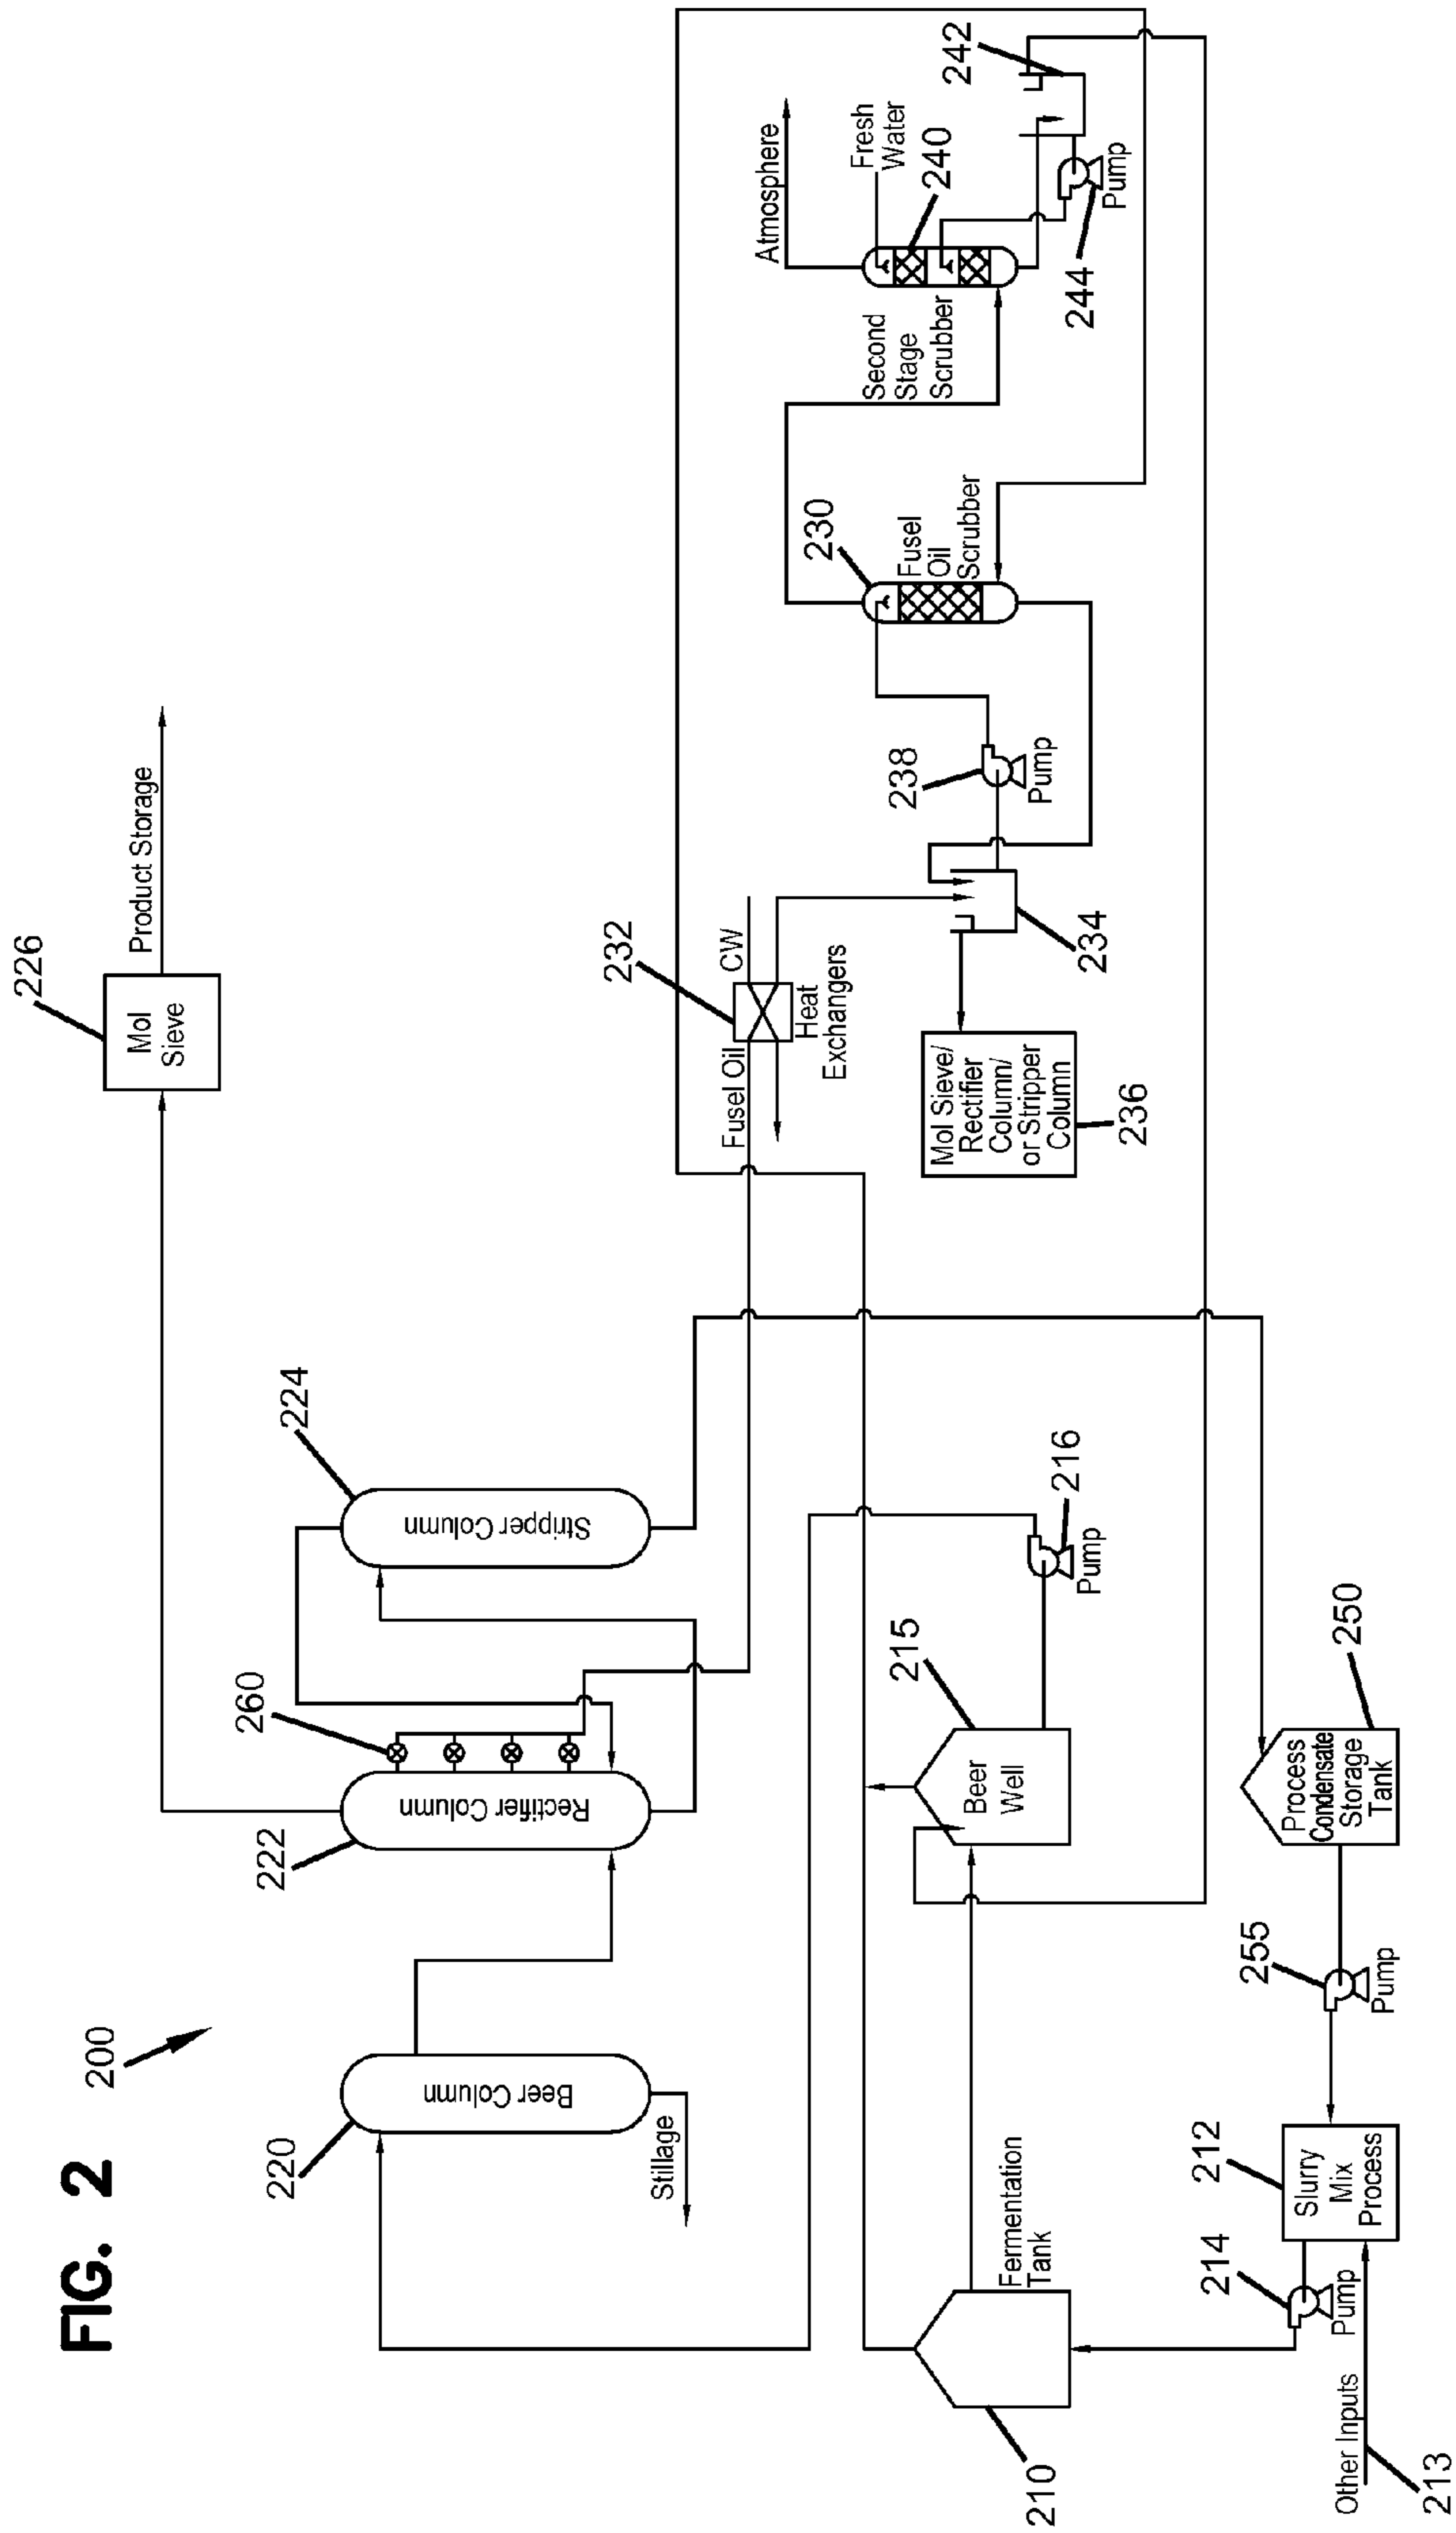 FIG. 2
200
226
Mol
Sieve
Product Storage
220
Beer Column
Stillage
222
Rectifier Column
260
224
Stripper Column
Fusel Oil
CW
232
Heat
Exchangers
Mol Sieve/
Rectifier
Column/
or Stripper
Column
236
234
238
Pump
230
Fusel
Oil
Scrubber
Second
Stage
Scrubber
Atmosphere
Fresh
Water
240
242
244
Pump
210
Fermentation
Tank
215
Beer
Well
216
Pump
Other Inputs
213
214
Pump
212
Slurry
Mix
Process
255
Pump
250
Process
Condensate
Storage
Tank